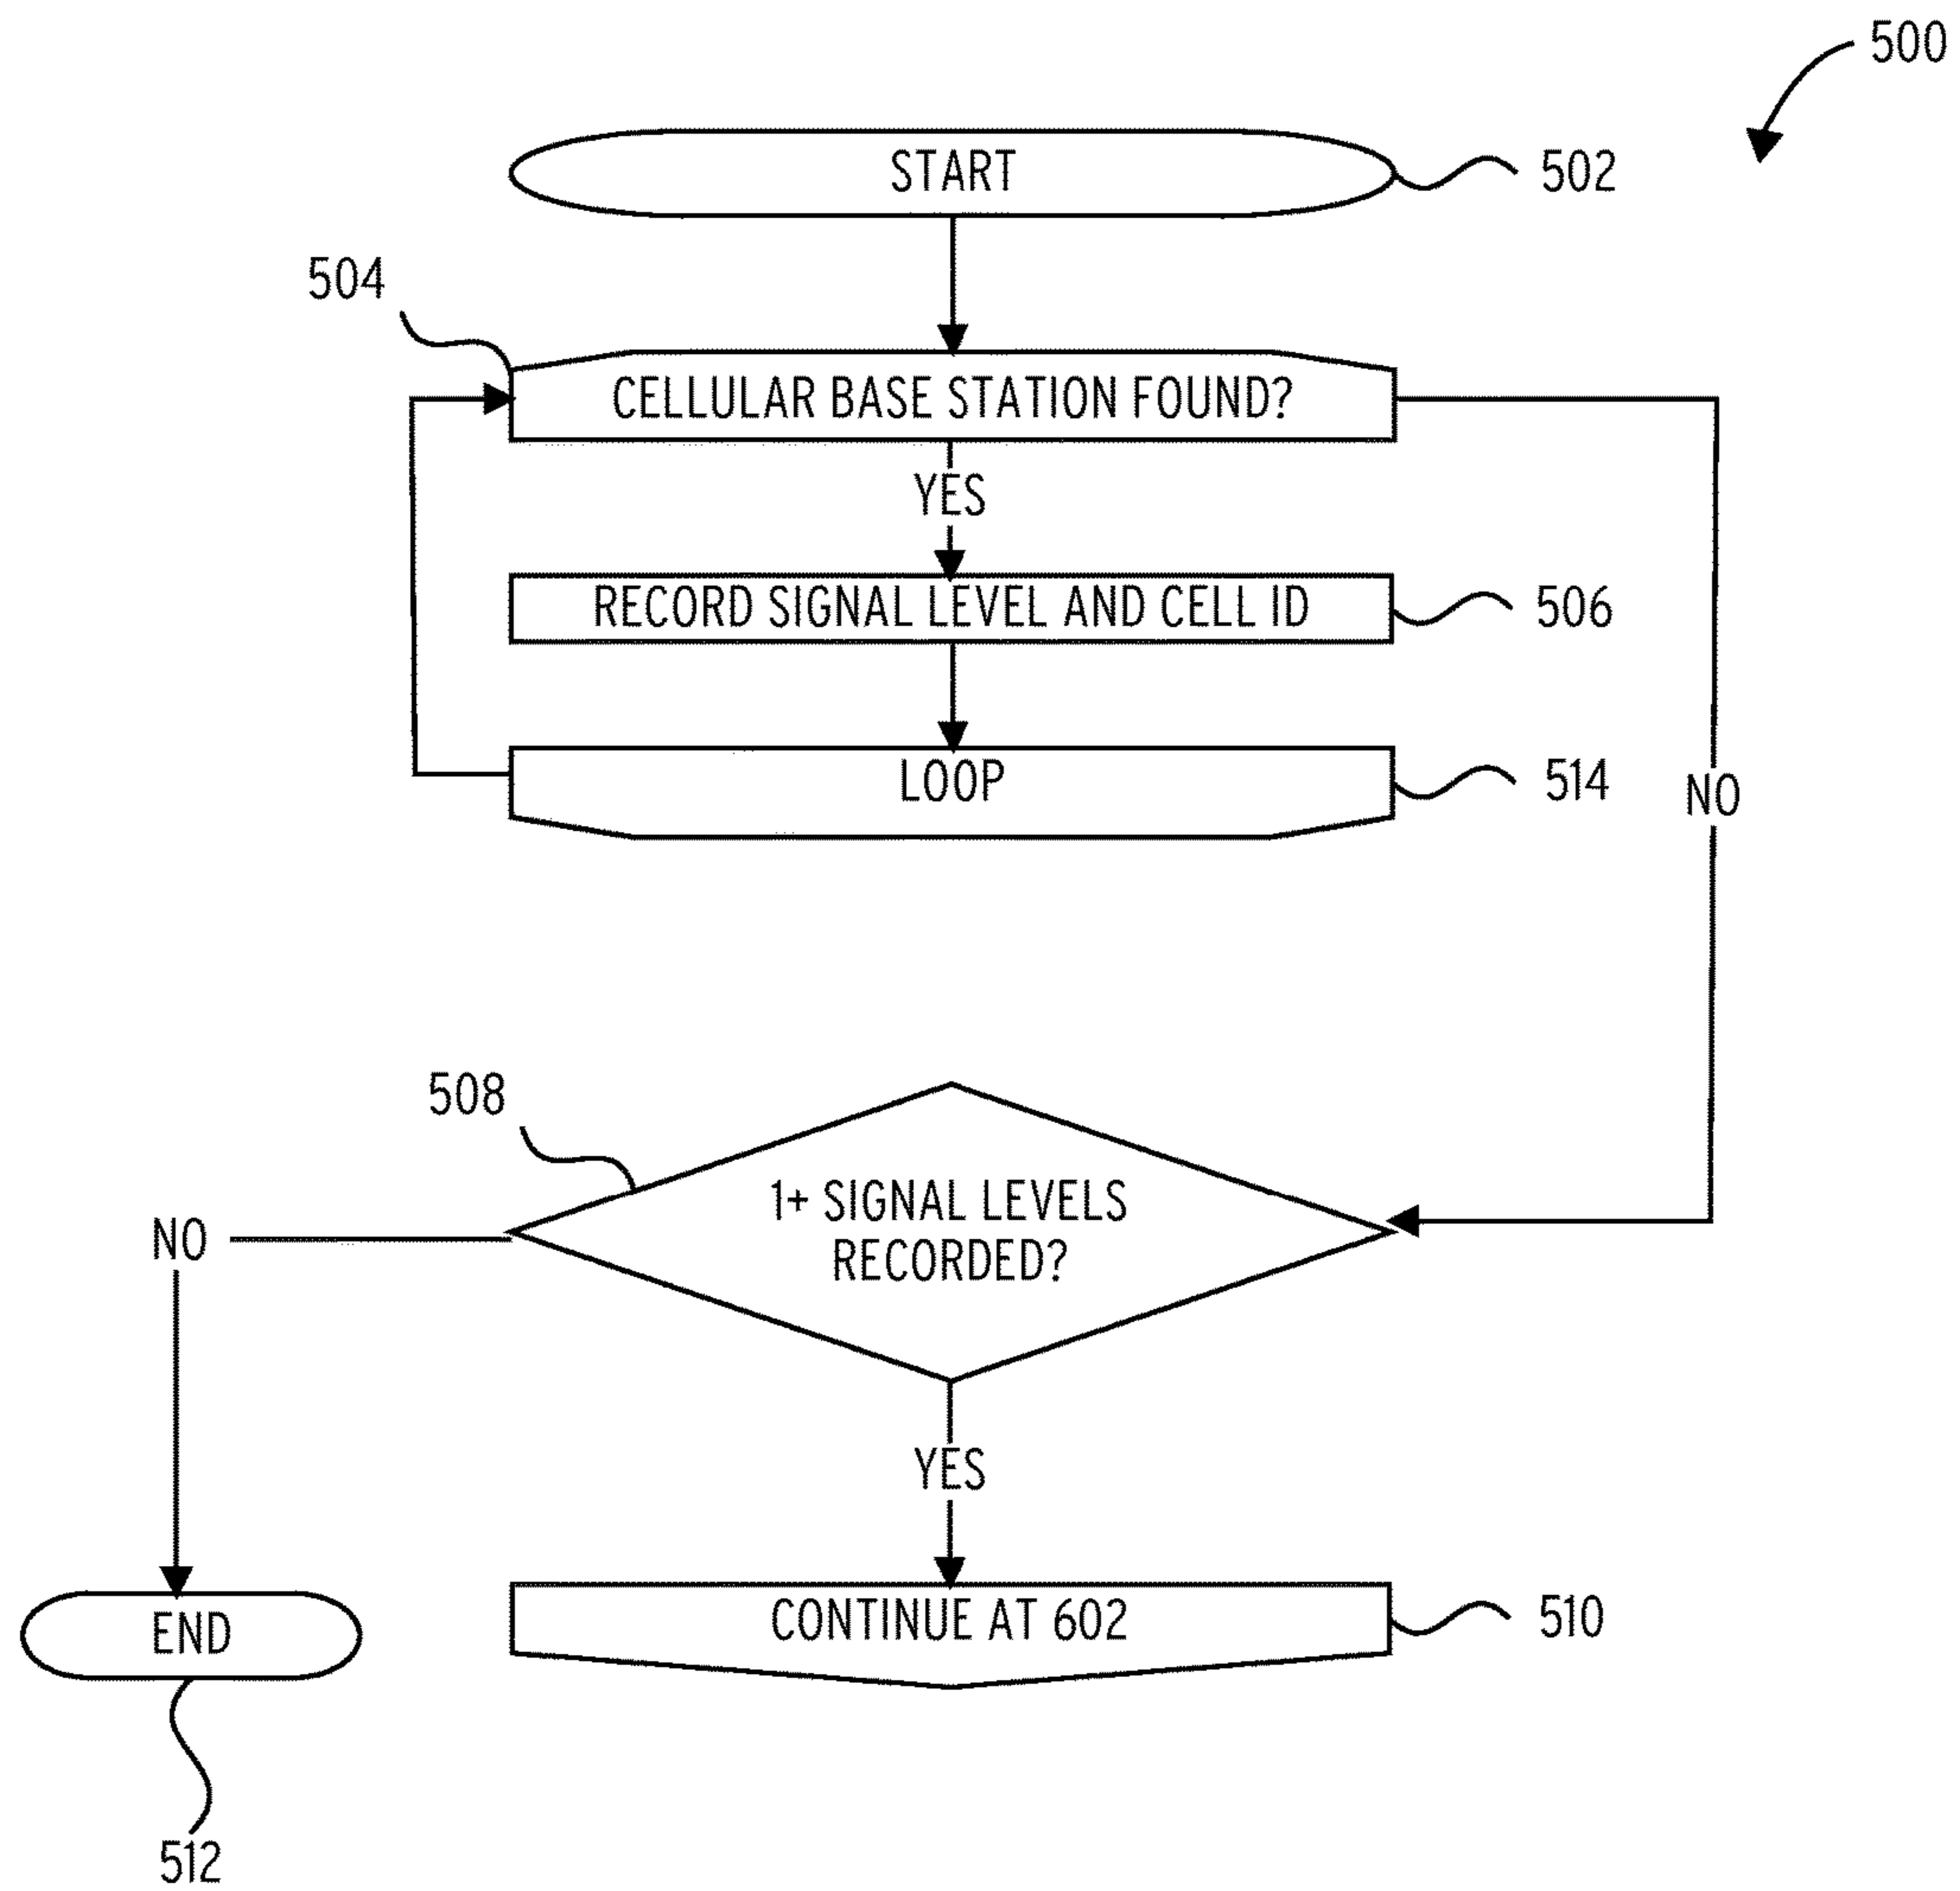 500
START
502
504
CELLULAR BASE STATION FOUND?
YES
RECORD SIGNAL LEVEL AND CELL ID
506
LOOP
514
NO
508
1+ SIGNAL LEVELS
RECORDED?
NO
YES
END
CONTINUE AT 602
510
512